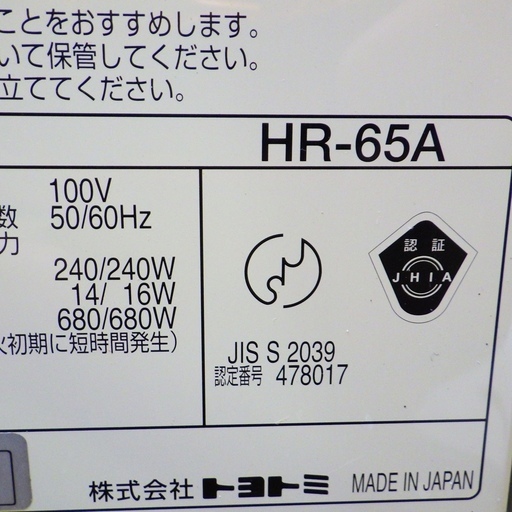 ことをおすすめします。
いて保管してください。
立ててください。
HR-65A
100V
数 50/60Hz
力
240/240W
14/ 16W
680/680W
初期に短時間発生)
認証
JHIA
JIS S 2039
認定番号 478017
株式会社 トヨトミ MADE IN JAPAN